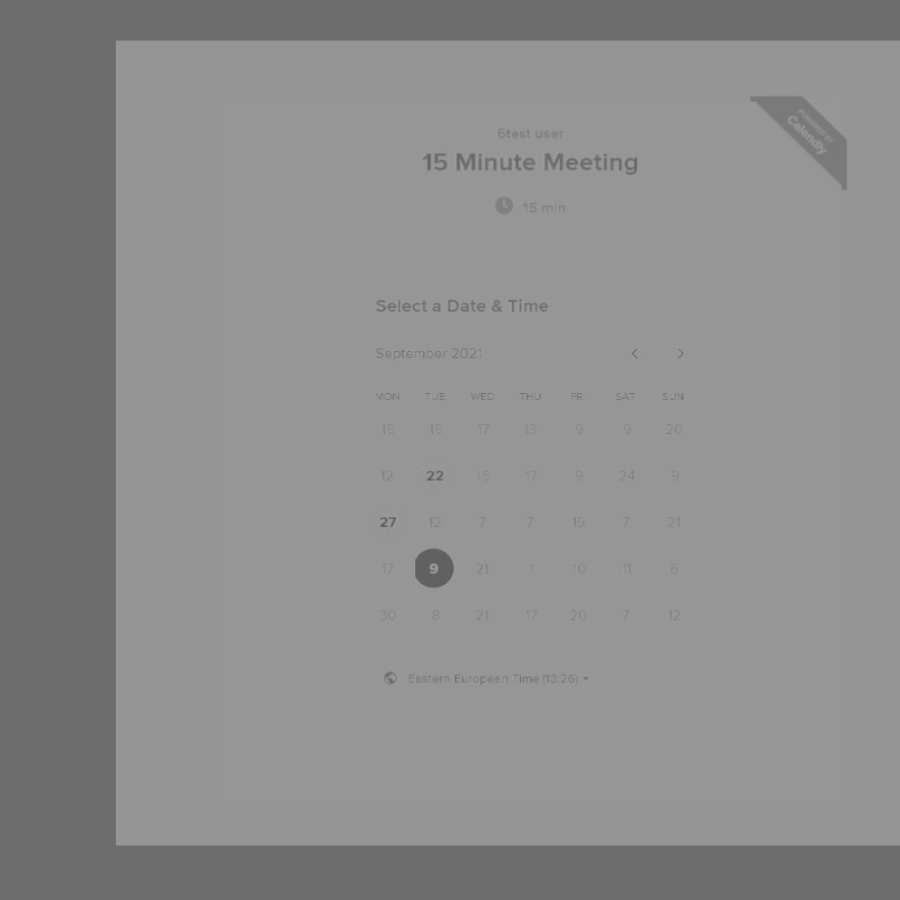 6test user
POWERED BY
Calendly
15 Minute Meeting
15 min
Select a Date & Time
September 2021
MON TUE WED THU FRI SAT SUN
16 16 17 13 9 9 20
12 22 15 17 9 24 9
27 12 7 7 19 7 21
17 9 21 1 10 11 6
30 8 21 17 20 7 12
Eastern European Time (13:26)